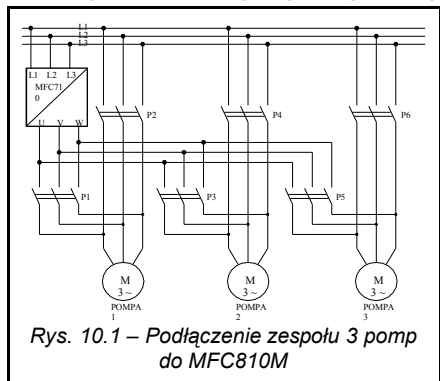 L1
L2
L3
L1 L2 L3
MFC71
0
U V W
P2
P4
P6
P1
P3
P5
M
3 ~
M
3 ~
M
3 ~
POMPA
1
POMPA
2
POMPA
3
Rys. 10.1 – Podłączenie zespołu 3 pomp
do MFC810M